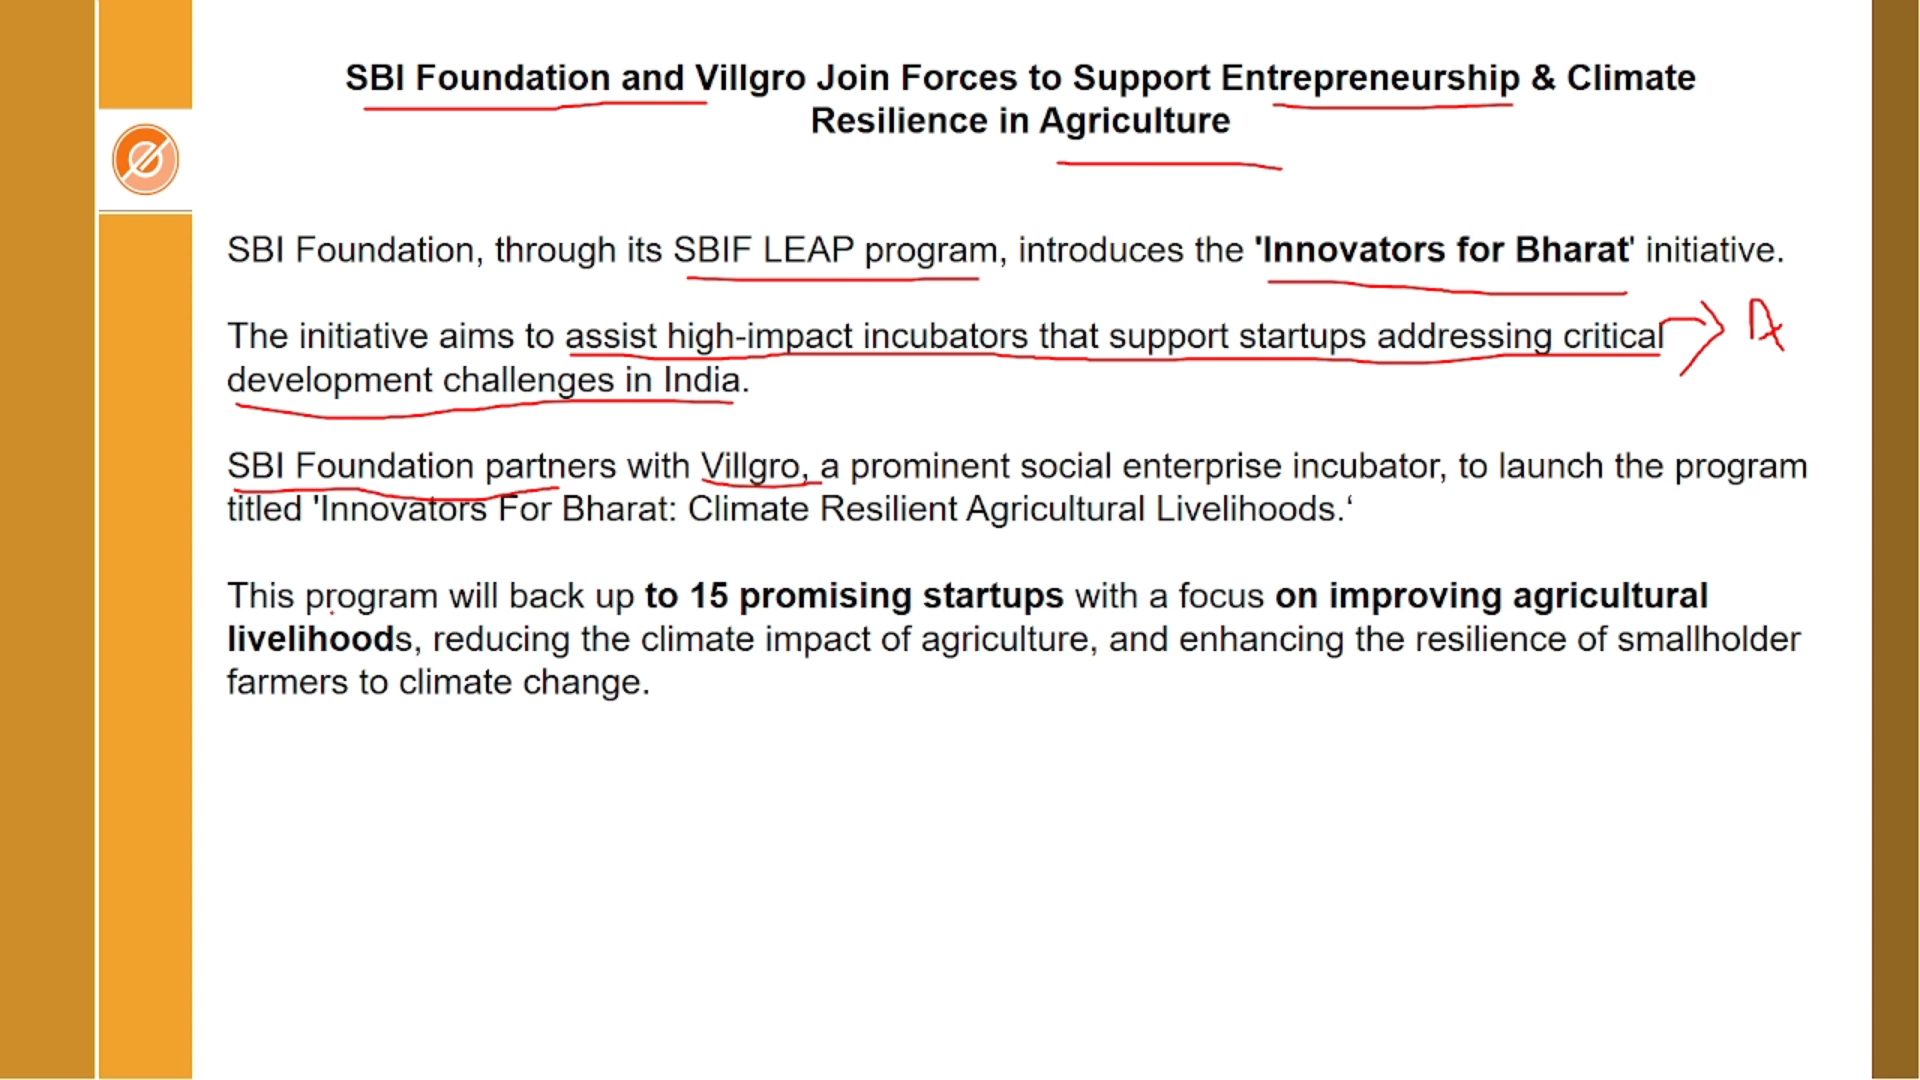 SBI Foundation and Villgro Join Forces to Support Entrepreneurship & Climate
Resilience in Agriculture
SBI Foundation, through its SBIF LEAP program, introduces the 'Innovators for Bharat' initiative.
The initiative aims to assist high-impact incubators that support startups addressing critical
development challenges in India.
SBI Foundation partners with Villgro, a prominent social enterprise incubator, to launch the program
titled 'Innovators For Bharat: Climate Resilient Agricultural Livelihoods.‘
This program will back up to 15 promising startups with a focus on improving agricultural
livelihoods, reducing the climate impact of agriculture, and enhancing the resilience of smallholder
farmers to climate change.